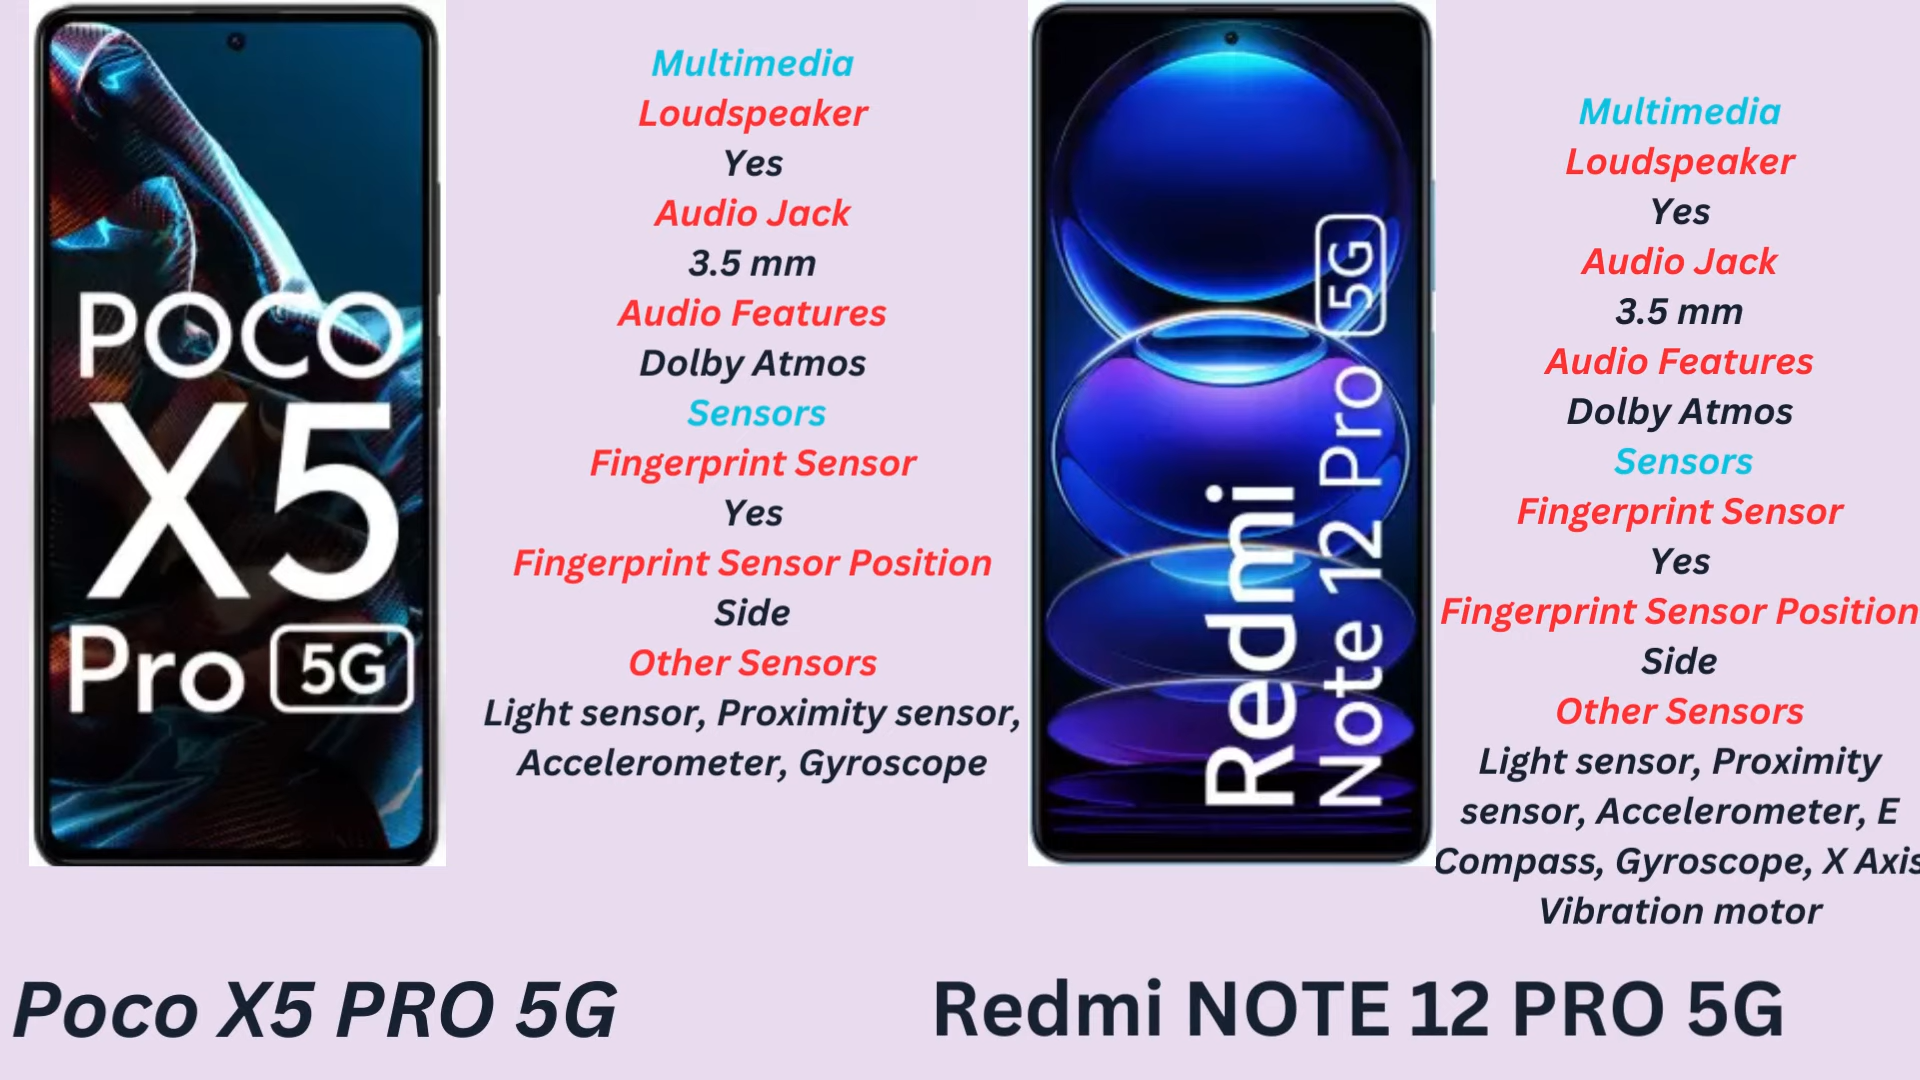 POCO
X5
Pro 5G
Multimedia
Loudspeaker
Yes
Audio Jack
3.5 mm
Audio Features
Dolby Atmos
Sensors
Fingerprint Sensor
Yes
Fingerprint Sensor Position
Side
Other Sensors
Light sensor, Proximity sensor,
Accelerometer, Gyroscope
Redmi
Note 12 Pro 5G
Multimedia
Loudspeaker
Yes
Audio Jack
3.5 mm
Audio Features
Dolby Atmos
Sensors
Fingerprint Sensor
Yes
Fingerprint Sensor Position
Side
Other Sensors
Light sensor, Proximity
sensor, Accelerometer, E
Compass, Gyroscope, X Axis
Vibration motor
Poco X5 PRO 5G
Redmi NOTE 12 PRO 5G